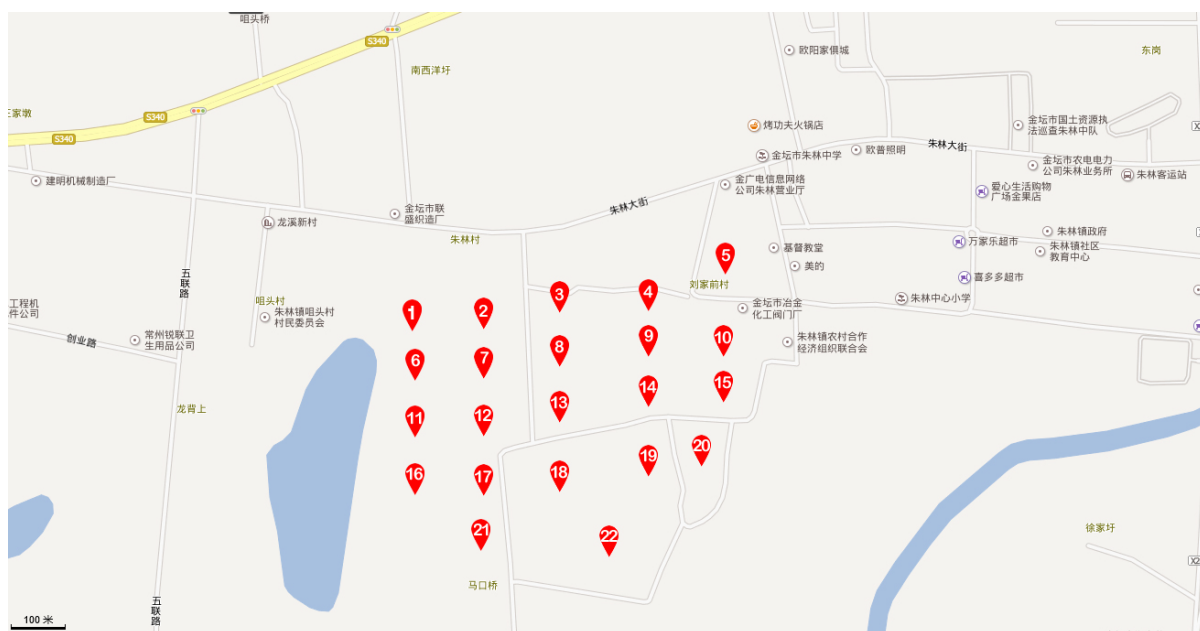 咀头桥
S340
南西洋圩
欧阳家俱城
东岗
王家墩
S340
S340
烤功夫火锅店
金坛市国土资源执
法巡查朱林中队
金坛市朱林中学
欧普照明
朱林大街
金坛市农电电力
公司朱林业务所
朱林客运站
建明机械制造厂
金广电信息网络
公司朱林营业厅
爱心生活购物
广场金果店
龙溪新村
金坛市联
盛织造厂
朱林大街
朱林村
基督教堂
万家乐超市
朱林镇政府
朱林镇社区
教育中心
美的
五联路
5
刘家前村
喜多多超市
咀头村
朱林镇咀头村
村民委员会
1
2
3
4
金坛市冶金
化工阀门厂
朱林中心小学
工程机
件公司
创业路
常州锐联卫
生用品公司
6
7
8
9
10
朱林镇农村合作
经济组织联合会
龙背上
11
12
13
14
15
16
17
18
19
20
21
22
徐家圩
马口桥
五联路
100 米